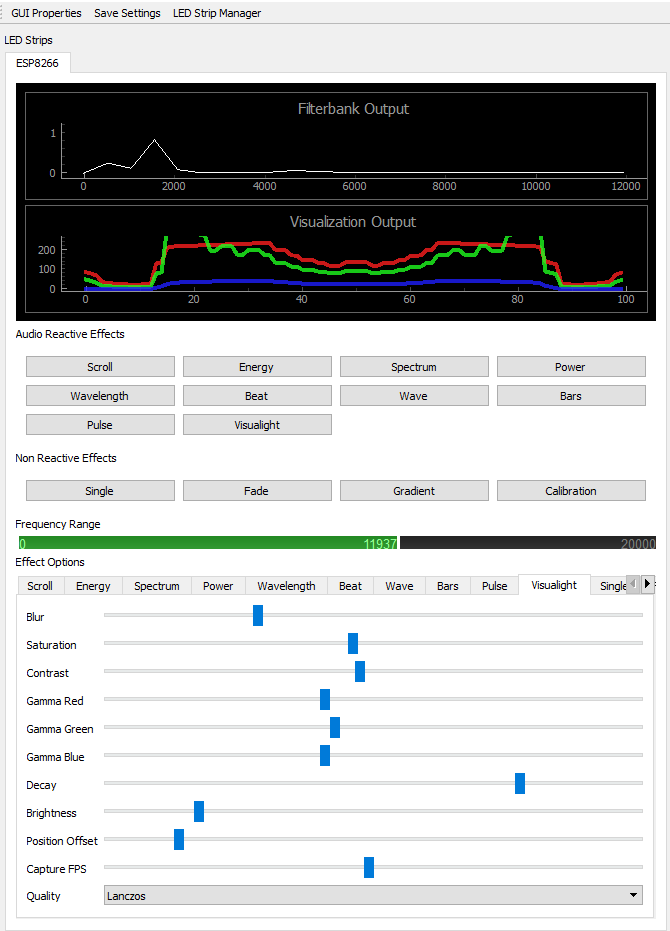 GUI Properties Save Settings LED Strip Manager
LED Strips
ESP8266
Filterbank Output
1
0
0 2000 4000 6000 8000 10000 12000
Visualization Output
200
100
0
0 20 40 60 80 100
Audio Reactive Effects
Scroll Energy Spectrum Power
Wavelength Beat Wave Bars
Pulse Visualight
Non Reactive Effects
Single Fade Gradient Calibration
Frequency Range
0 11937 20000
Effect Options
Scroll Energy Spectrum Power Wavelength Beat Wave Bars Pulse Visualight Single
Blur
Saturation
Contrast
Gamma Red
Gamma Green
Gamma Blue
Decay
Brightness
Position Offset
Capture FPS
Quality Lanczos